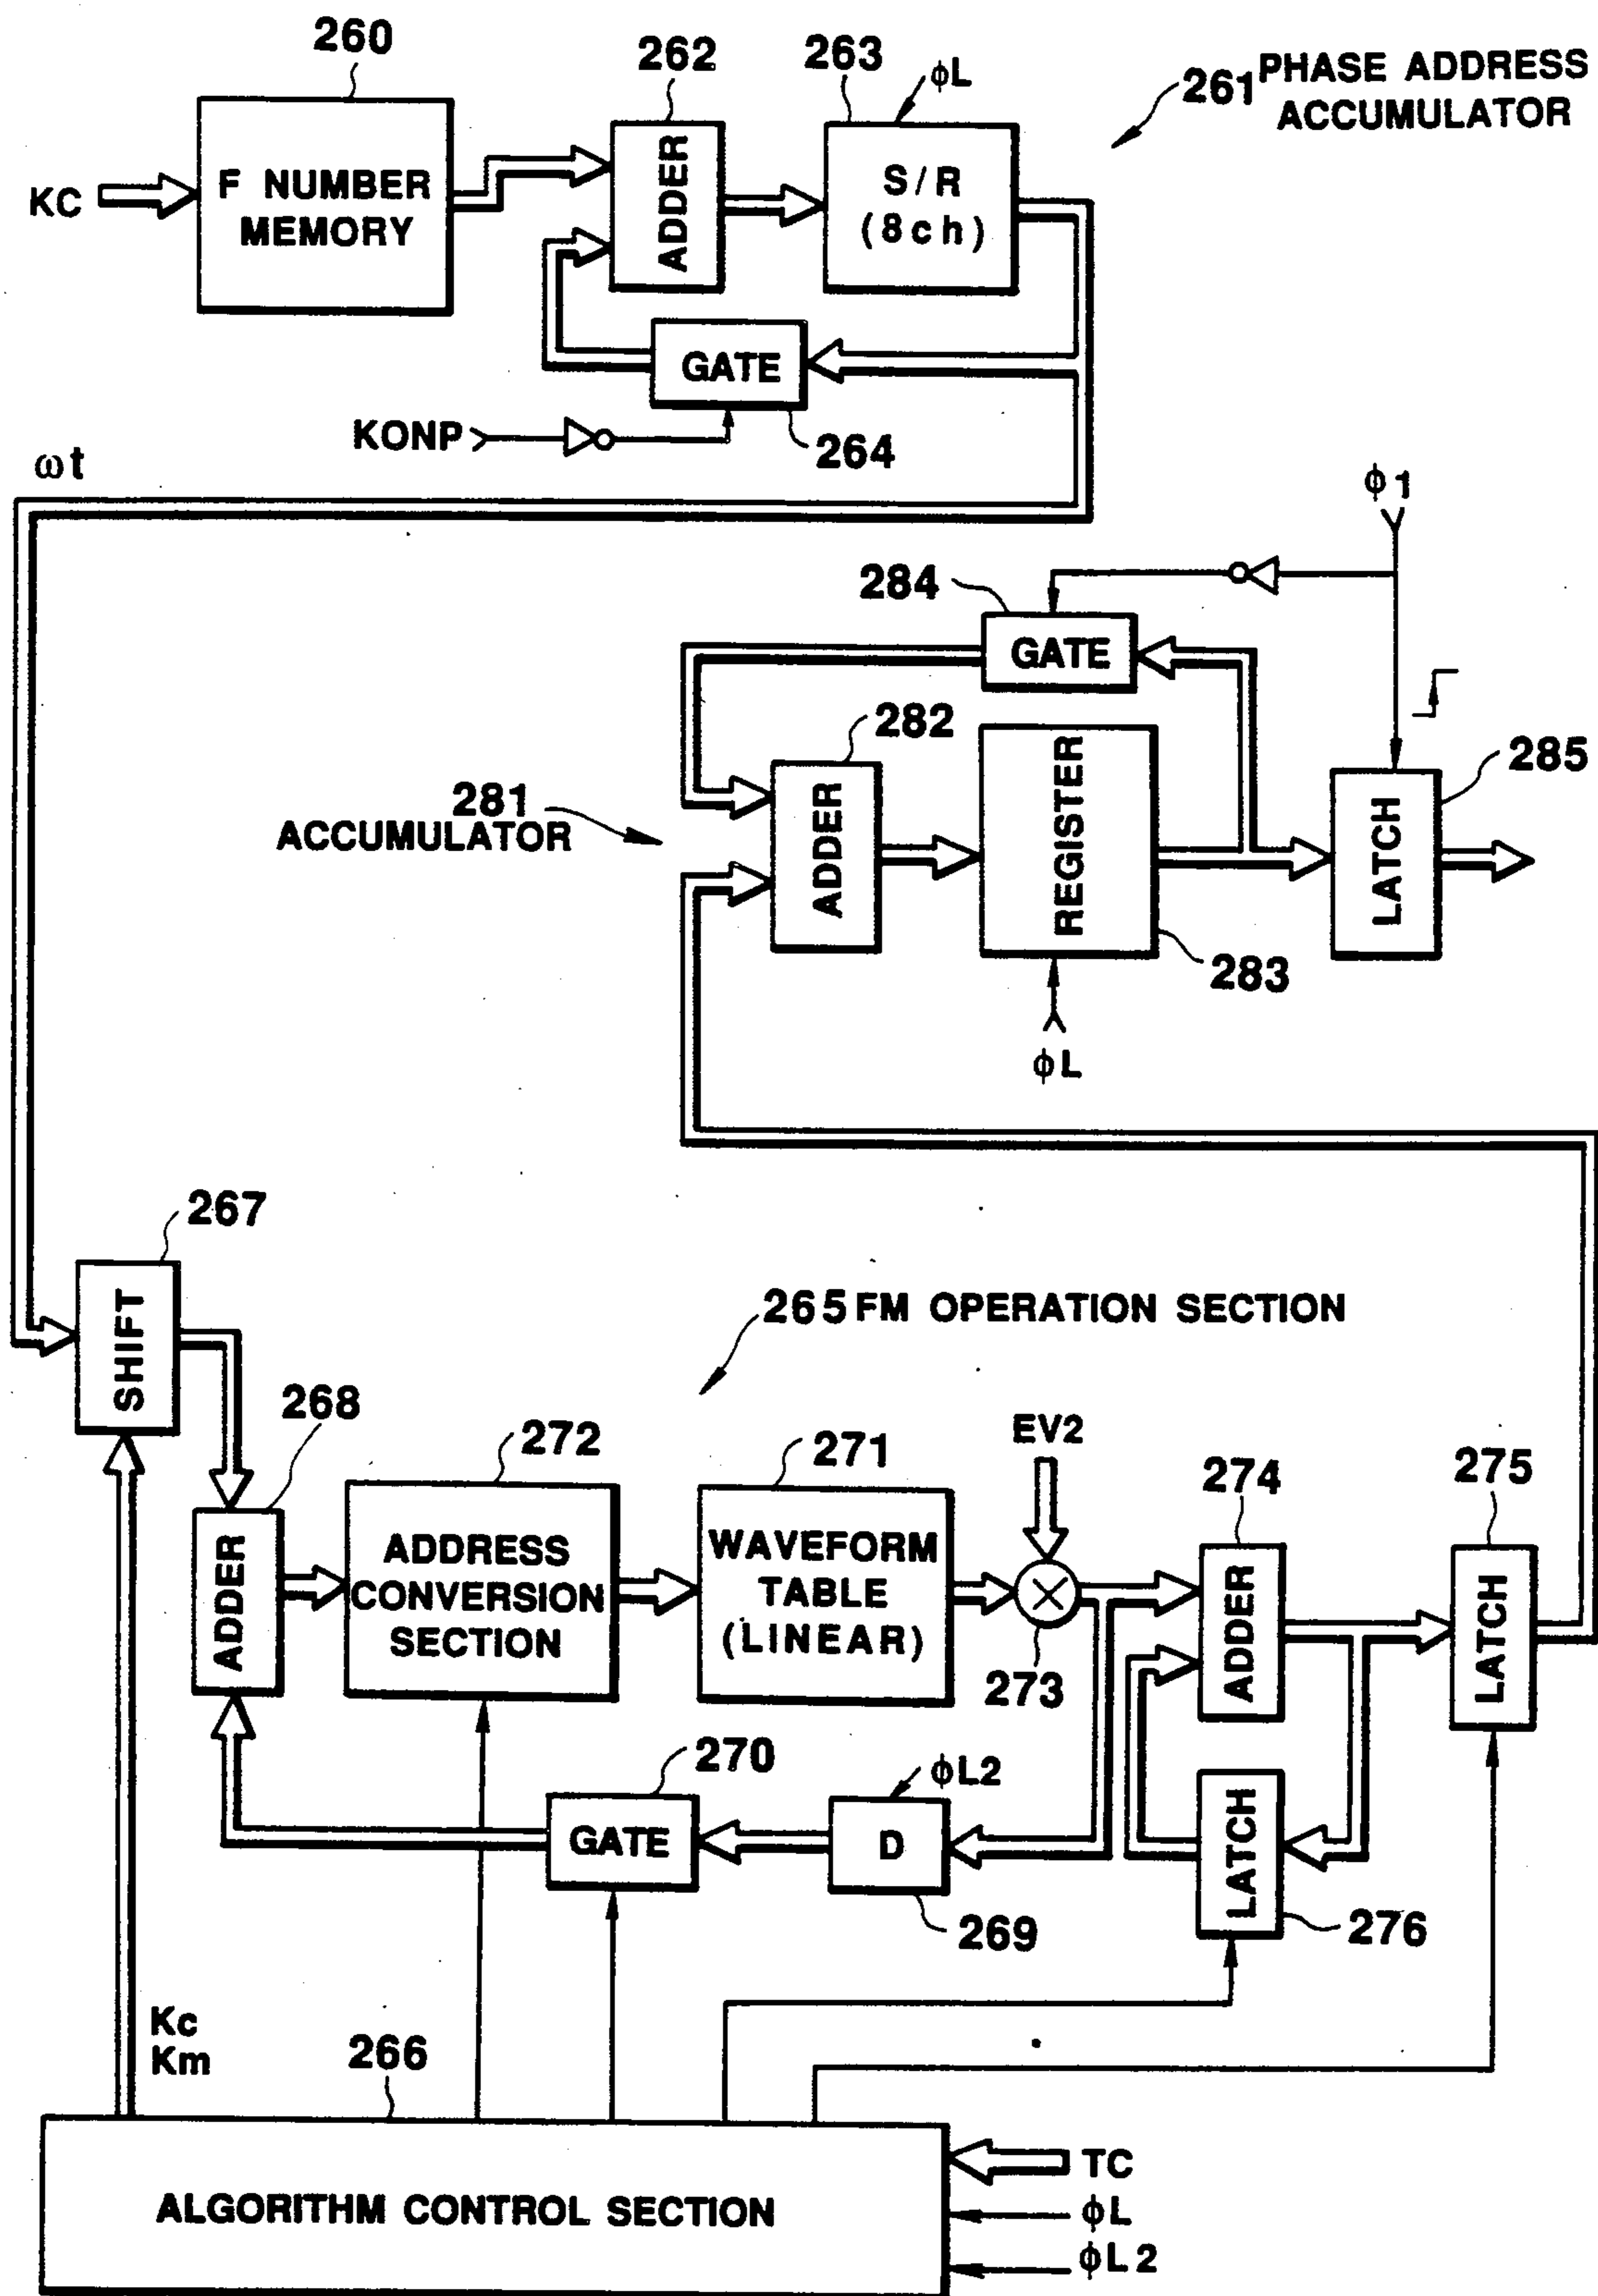 260
262
263
φL
261 PHASE ADDRESS
ACCUMULATOR
KC
F NUMBER
MEMORY
ADDER
S/R
(8ch)
GATE
KONP
264
ωt
φ1
284
GATE
282
281
ACCUMULATOR
ADDER
REGISTER
285
LATCH
283
φL
267
SHIFT
265 FM OPERATION SECTION
268
272
271
EV2
274
275
ADDER
ADDRESS
CONVERSION
SECTION
WAVEFORM
TABLE
(LINEAR)
273
ADDER
LATCH
270
φL2
GATE
D
LATCH
269
276
Kc
Km
266
ALGORITHM CONTROL SECTION
TC
φL
φL2